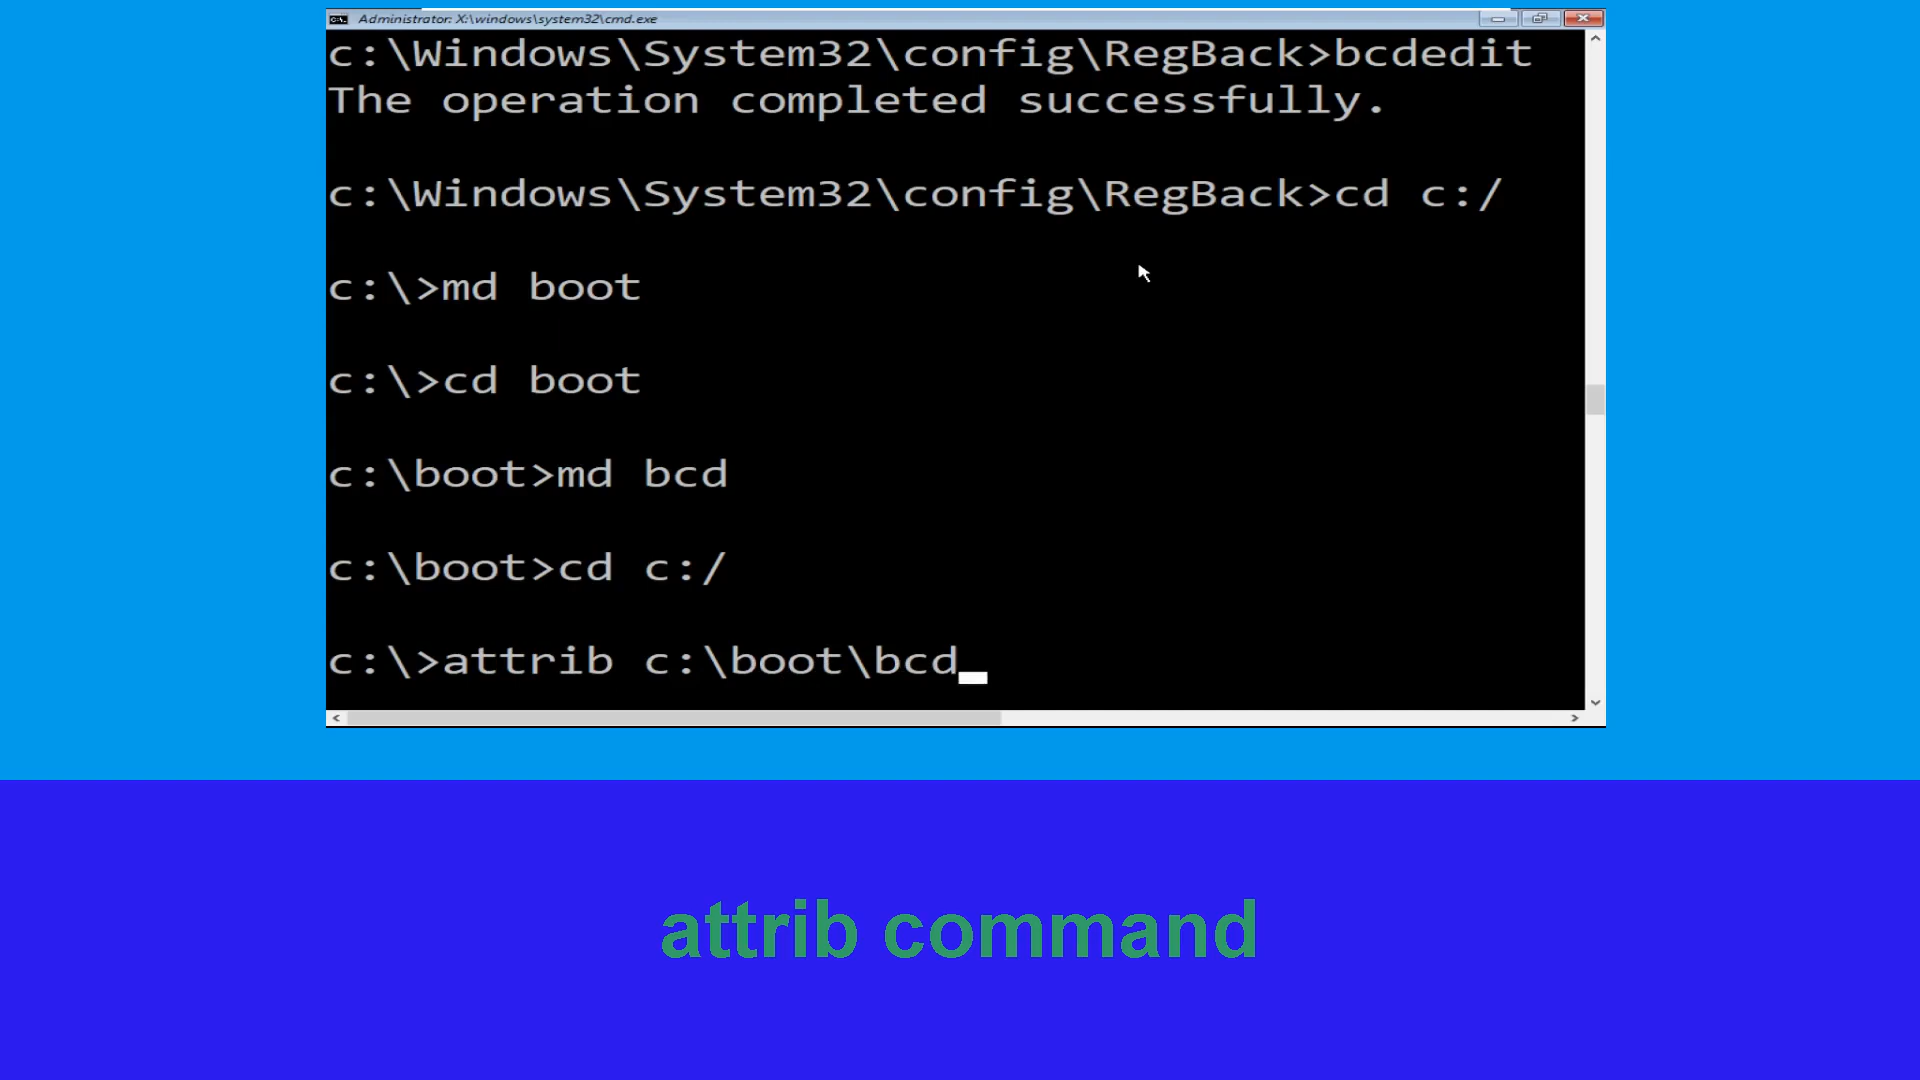 Administrator: X:\windows\system32\cmd.exe
c:\Windows\System32\config\RegBack>bcdedit
The operation completed successfully.
c:\Windows\System32\config\RegBack>cd c:/
c:\>md boot
c:\>cd boot
c:\boot>md bcd
c:\boot>cd c:/
c:\>attrib c:\boot\bcd
attrib command